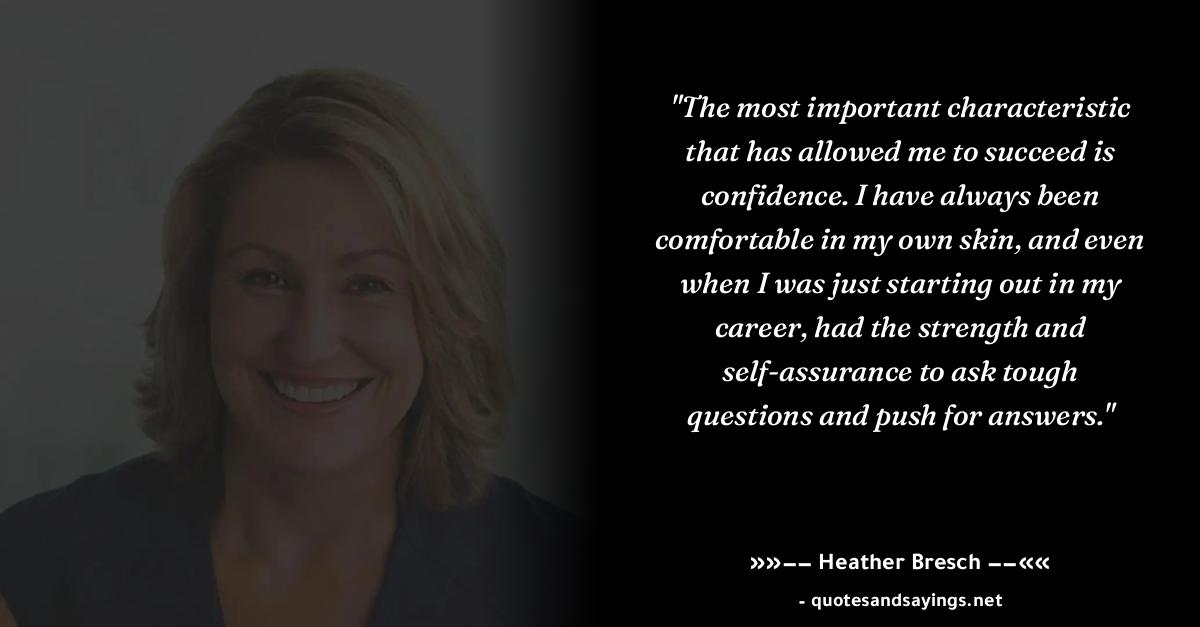 "The most important characteristic
that has allowed me to succeed is
confidence. I have always been
comfortable in my own skin, and even
when I was just starting out in my
career, had the strength and
self-assurance to ask tough
questions and push for answers."
»»–– Heather Bresch ––««
- quotesandsayings.net